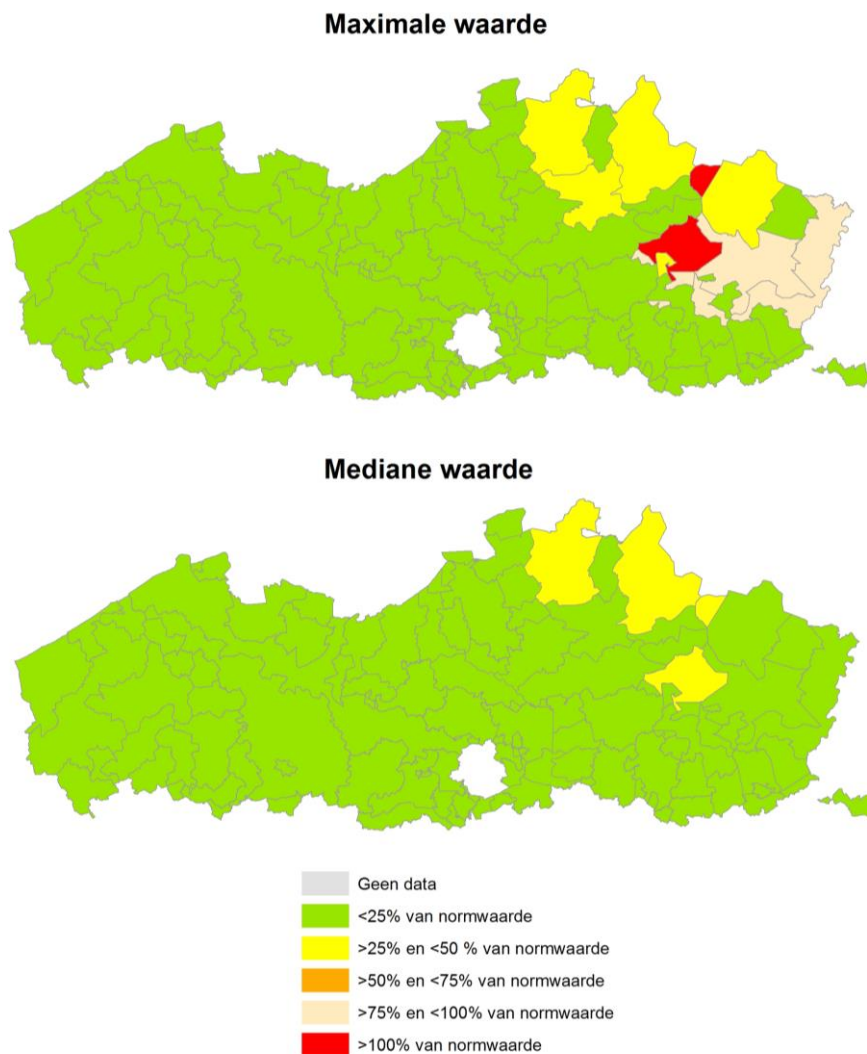 Maximale waarde
Mediane waarde
Geen data
<25% van normwaarde
>25% en <50 % van normwaarde
>50% en <75% van normwaarde
>75% en <100% van normwaarde
>100% van normwaarde